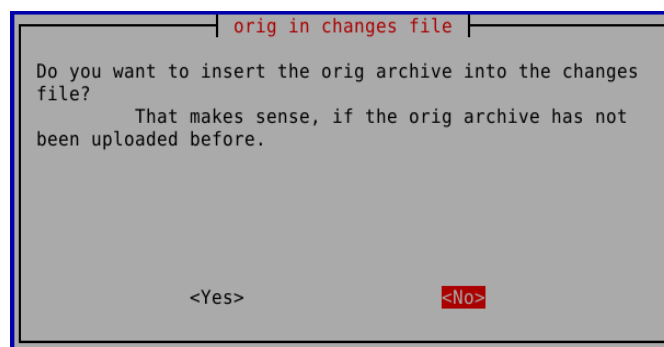 orig in changes file
Do you want to insert the orig archive into the changes
file?
That makes sense, if the orig archive has not
been uploaded before.
<Yes> <No>